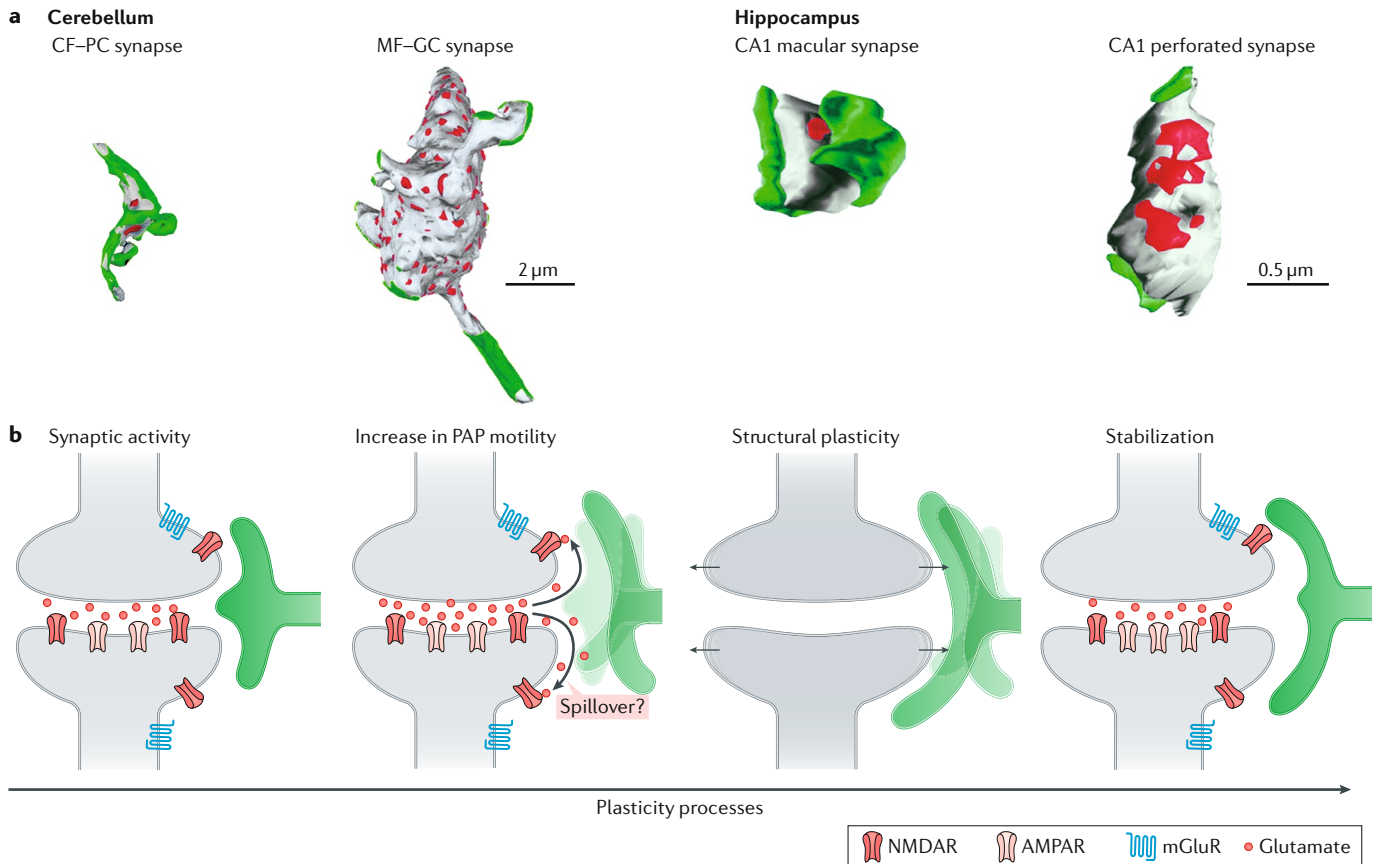 a Cerebellum Hippocampus
CF–PC synapse MF–GC synapse CA1 macular synapse CA1 perforated synapse
2 μm 0.5 μm
b Synaptic activity Increase in PAP motility Structural plasticity Stabilization
Spillover?
Plasticity processes
NMDAR AMPAR mGluR Glutamate